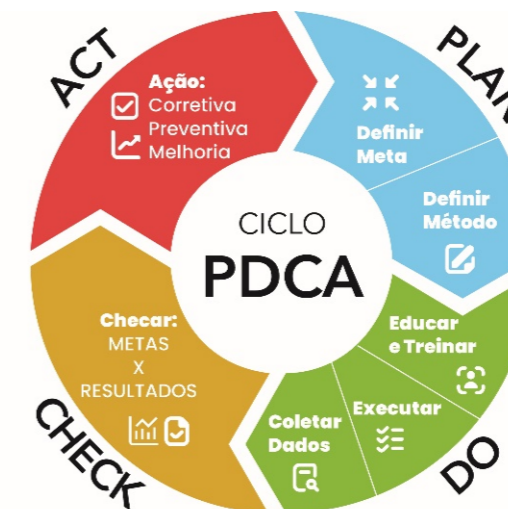 ACT
Ação:
Corretiva
Preventiva
Melhoria
PLAN
Definir
Meta
Definir
Método
CICLO
PDCA
Educar
e Treinar
Executar
Coletar
Dados
DO
Checar:
METAS
X
RESULTADOS
CHECK